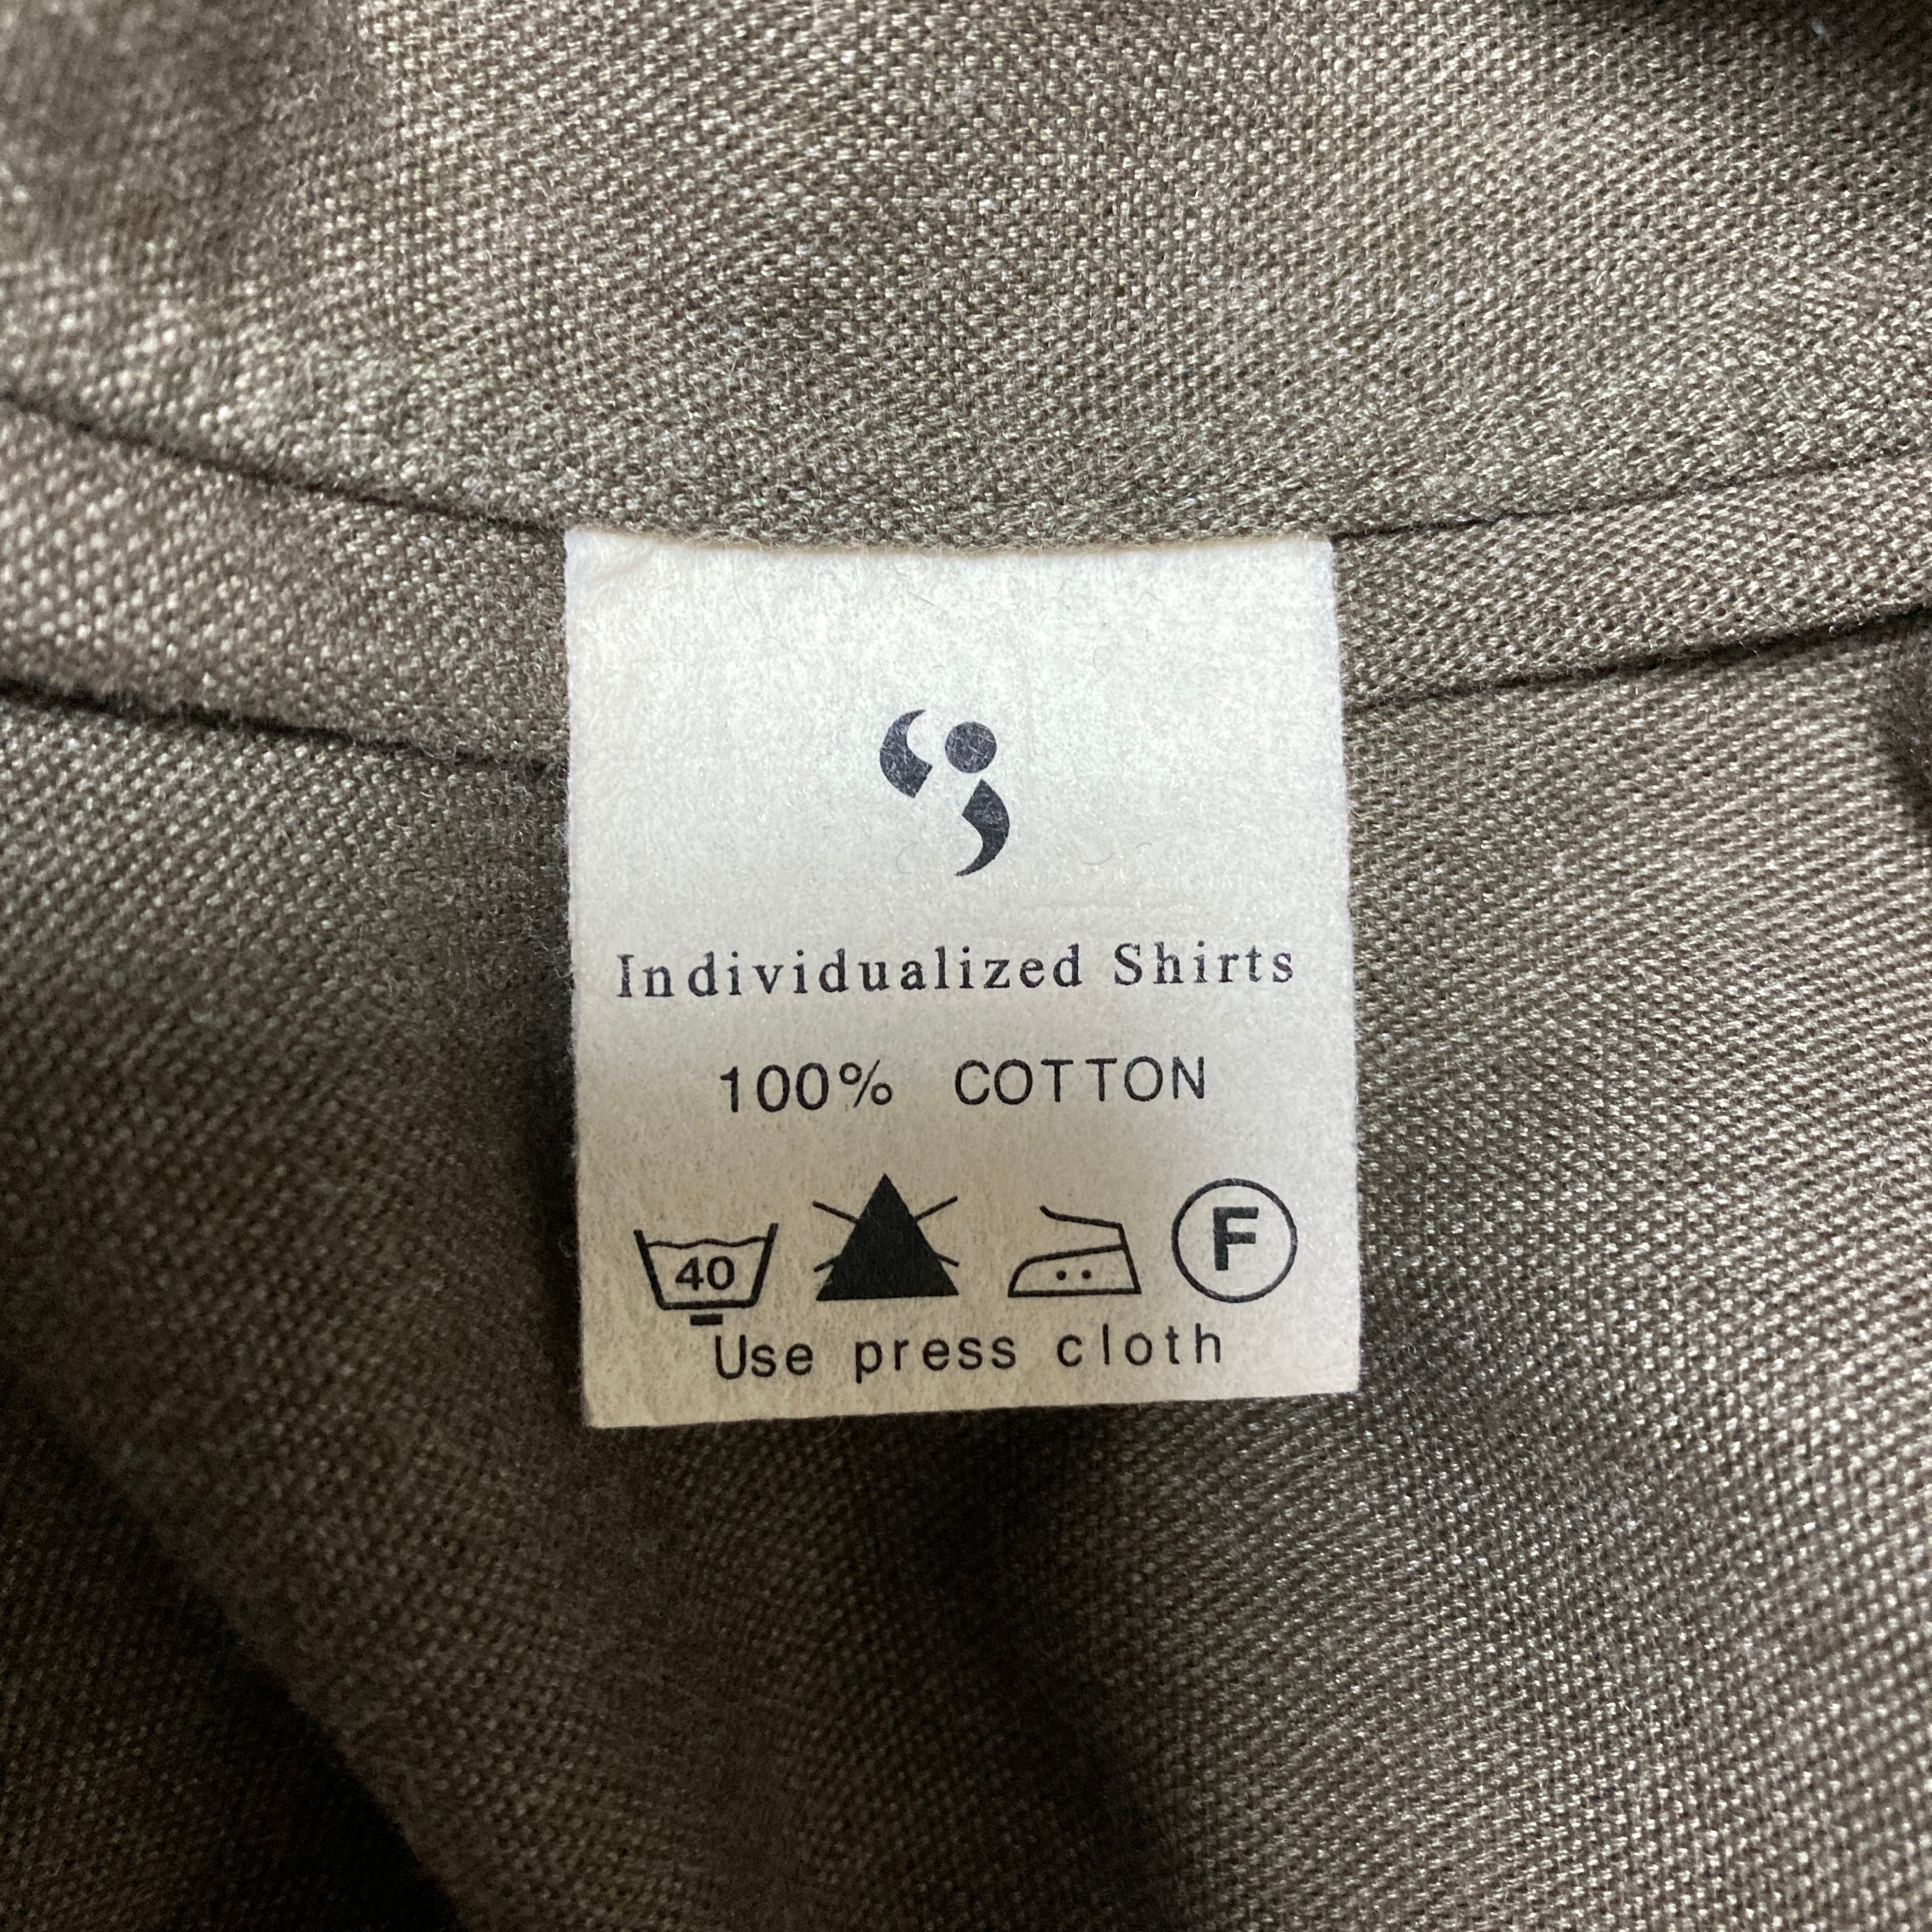 Individualized Shirts
100% COTTON
40 F
Use press cloth